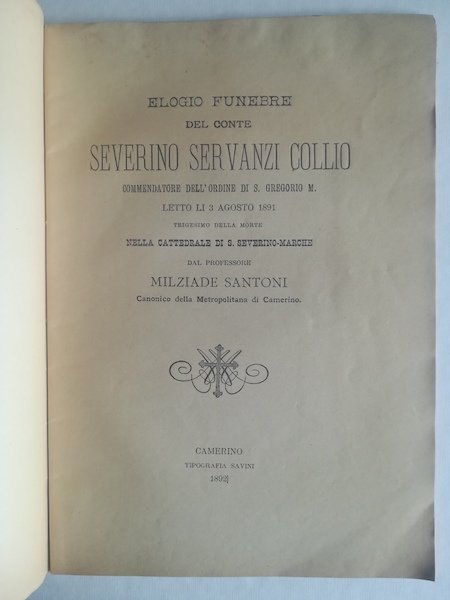 ELOGIO FUNEBRE
DEL CONTE
SEVERINO SERVANZI COLLIO
COMMENDATORE DELL'ORDINE DI S. GREGORIO M.
LETTO LI 3 AGOSTO 1891
TRIGESIMO DELLA MORTE
NELLA CATTEDRALE DI S. SEVERINO-MARCHE
DAL PROFESSORE
MILZIADE SANTONI
Canonico della Metropolitana di Camerino.
CAMERINO
TIPOGRAFIA SAVINI
1892